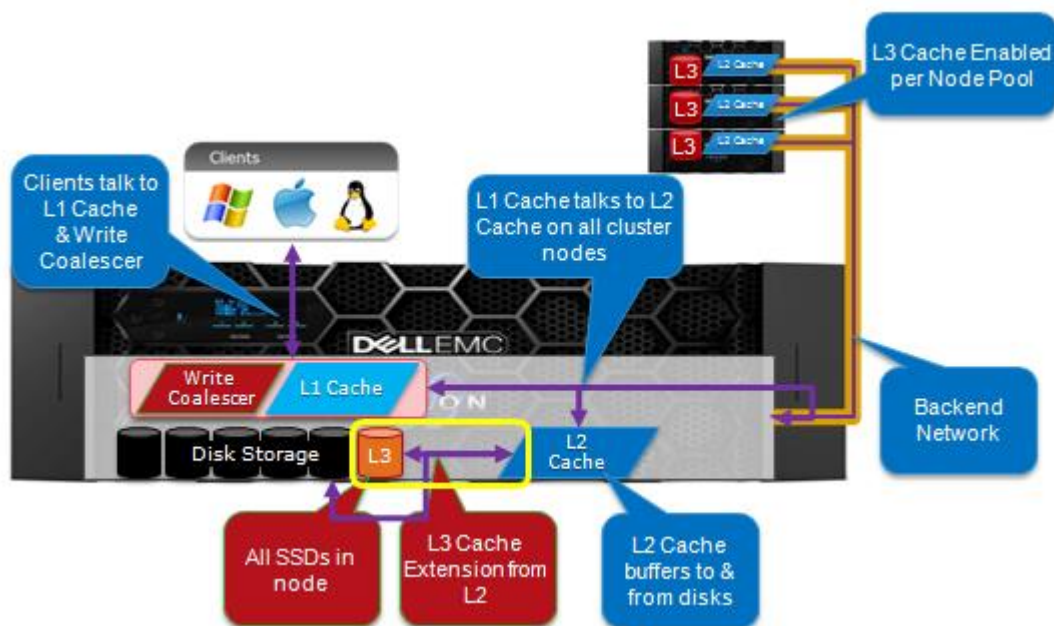 L3 L2 Cache
L3 L2 Cache
L3 L2 Cache
L3 Cache Enabled
per Node Pool
Clients
Clients talk to
L1 Cache
& Write
Coalescer
L1 Cache talks to L2
Cache on all cluster
nodes
DELLEMC
Write
Coalescer
L1 Cache
ON
Backend
Network
Disk Storage
L3
L2
Cache
All SSDs in
node
L3 Cache
Extension from
L2
L2 Cache
buffers to &
from disks